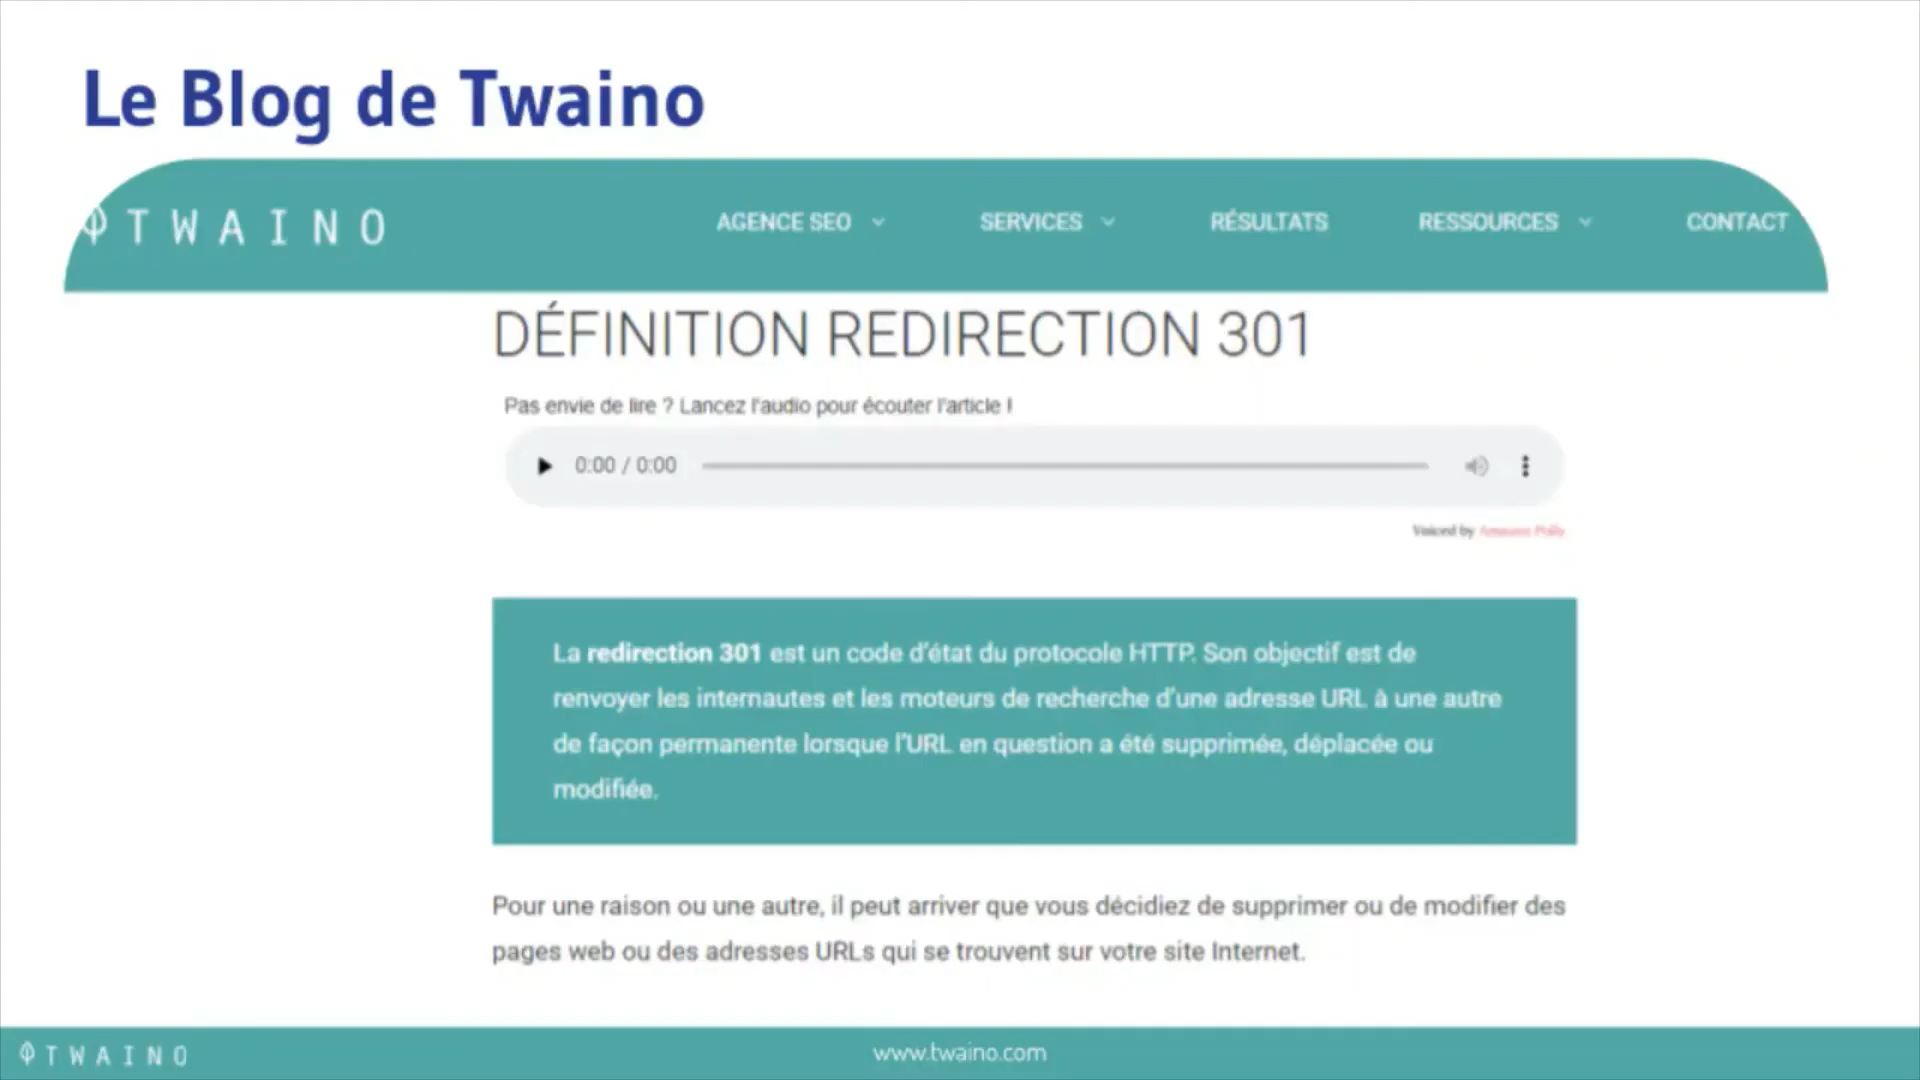 Le Blog de Twaino
TWAINO AGENCE SEO SERVICES RÉSULTATS RESSOURCES CONTACT
DÉFINITION REDIRECTION 301
Pas envie de lire ? Lancez l'audio pour écouter l'article !
0:00 / 0:00
Voiced by Amazon Polly
La redirection 301 est un code d'état du protocole HTTP. Son objectif est de
renvoyer les internautes et les moteurs de recherche d'une adresse URL à une autre
de façon permanente lorsque l'URL en question a été supprimée, déplacée ou
modifiée.
Pour une raison ou une autre, il peut arriver que vous décidiez de supprimer ou de modifier des
pages web ou des adresses URLs qui se trouvent sur votre site Internet.
TWAINO www.twaino.com